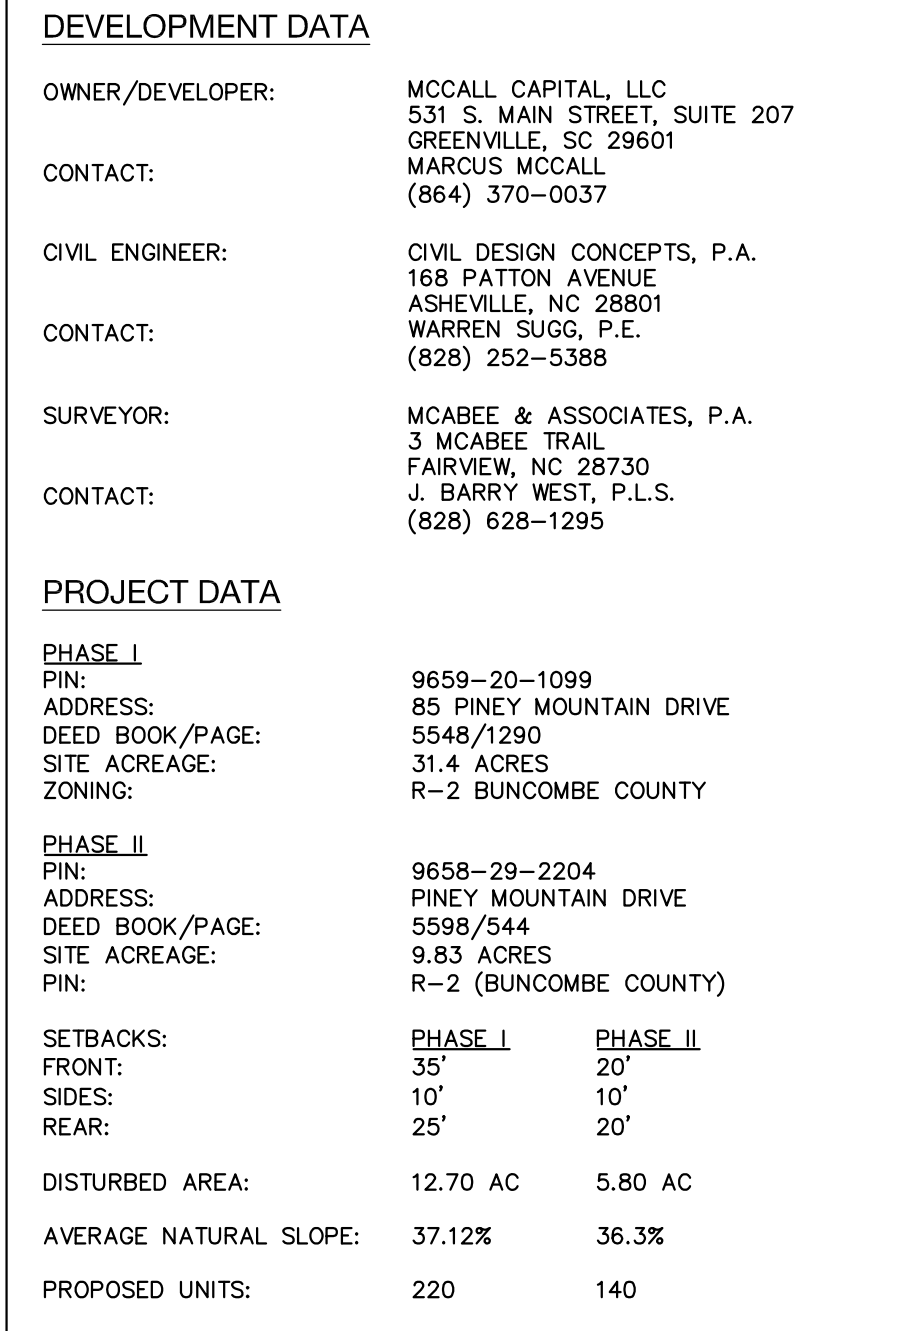 DEVELOPMENT DATA
OWNER/DEVELOPER: MCCALL CAPITAL, LLC
531 S. MAIN STREET, SUITE 207
GREENVILLE, SC 29601
CONTACT: MARCUS MCCALL
(864) 370-0037
CIVIL ENGINEER: CIVIL DESIGN CONCEPTS, P.A.
168 PATTON AVENUE
ASHEVILLE, NC 28801
CONTACT: WARREN SUGG, P.E.
(828) 252-5388
SURVEYOR: MCABEE & ASSOCIATES, P.A.
3 MCABEE TRAIL
FAIRVIEW, NC 28730
CONTACT: J. BARRY WEST, P.L.S.
(828) 628-1295
PROJECT DATA
PHASE I
PIN: 9659-20-1099
ADDRESS: 85 PINEY MOUNTAIN DRIVE
DEED BOOK/PAGE: 5548/1290
SITE ACREAGE: 31.4 ACRES
ZONING: R-2 BUNCOMBE COUNTY
PHASE II
PIN: 9658-29-2204
ADDRESS: PINEY MOUNTAIN DRIVE
DEED BOOK/PAGE: 5598/544
SITE ACREAGE: 9.83 ACRES
PIN: R-2 (BUNCOMBE COUNTY)
SETBACKS: PHASE I PHASE II
FRONT: 35' 20'
SIDES: 10' 10'
REAR: 25' 20'
DISTURBED AREA: 12.70 AC 5.80 AC
AVERAGE NATURAL SLOPE: 37.12% 36.3%
PROPOSED UNITS: 220 140